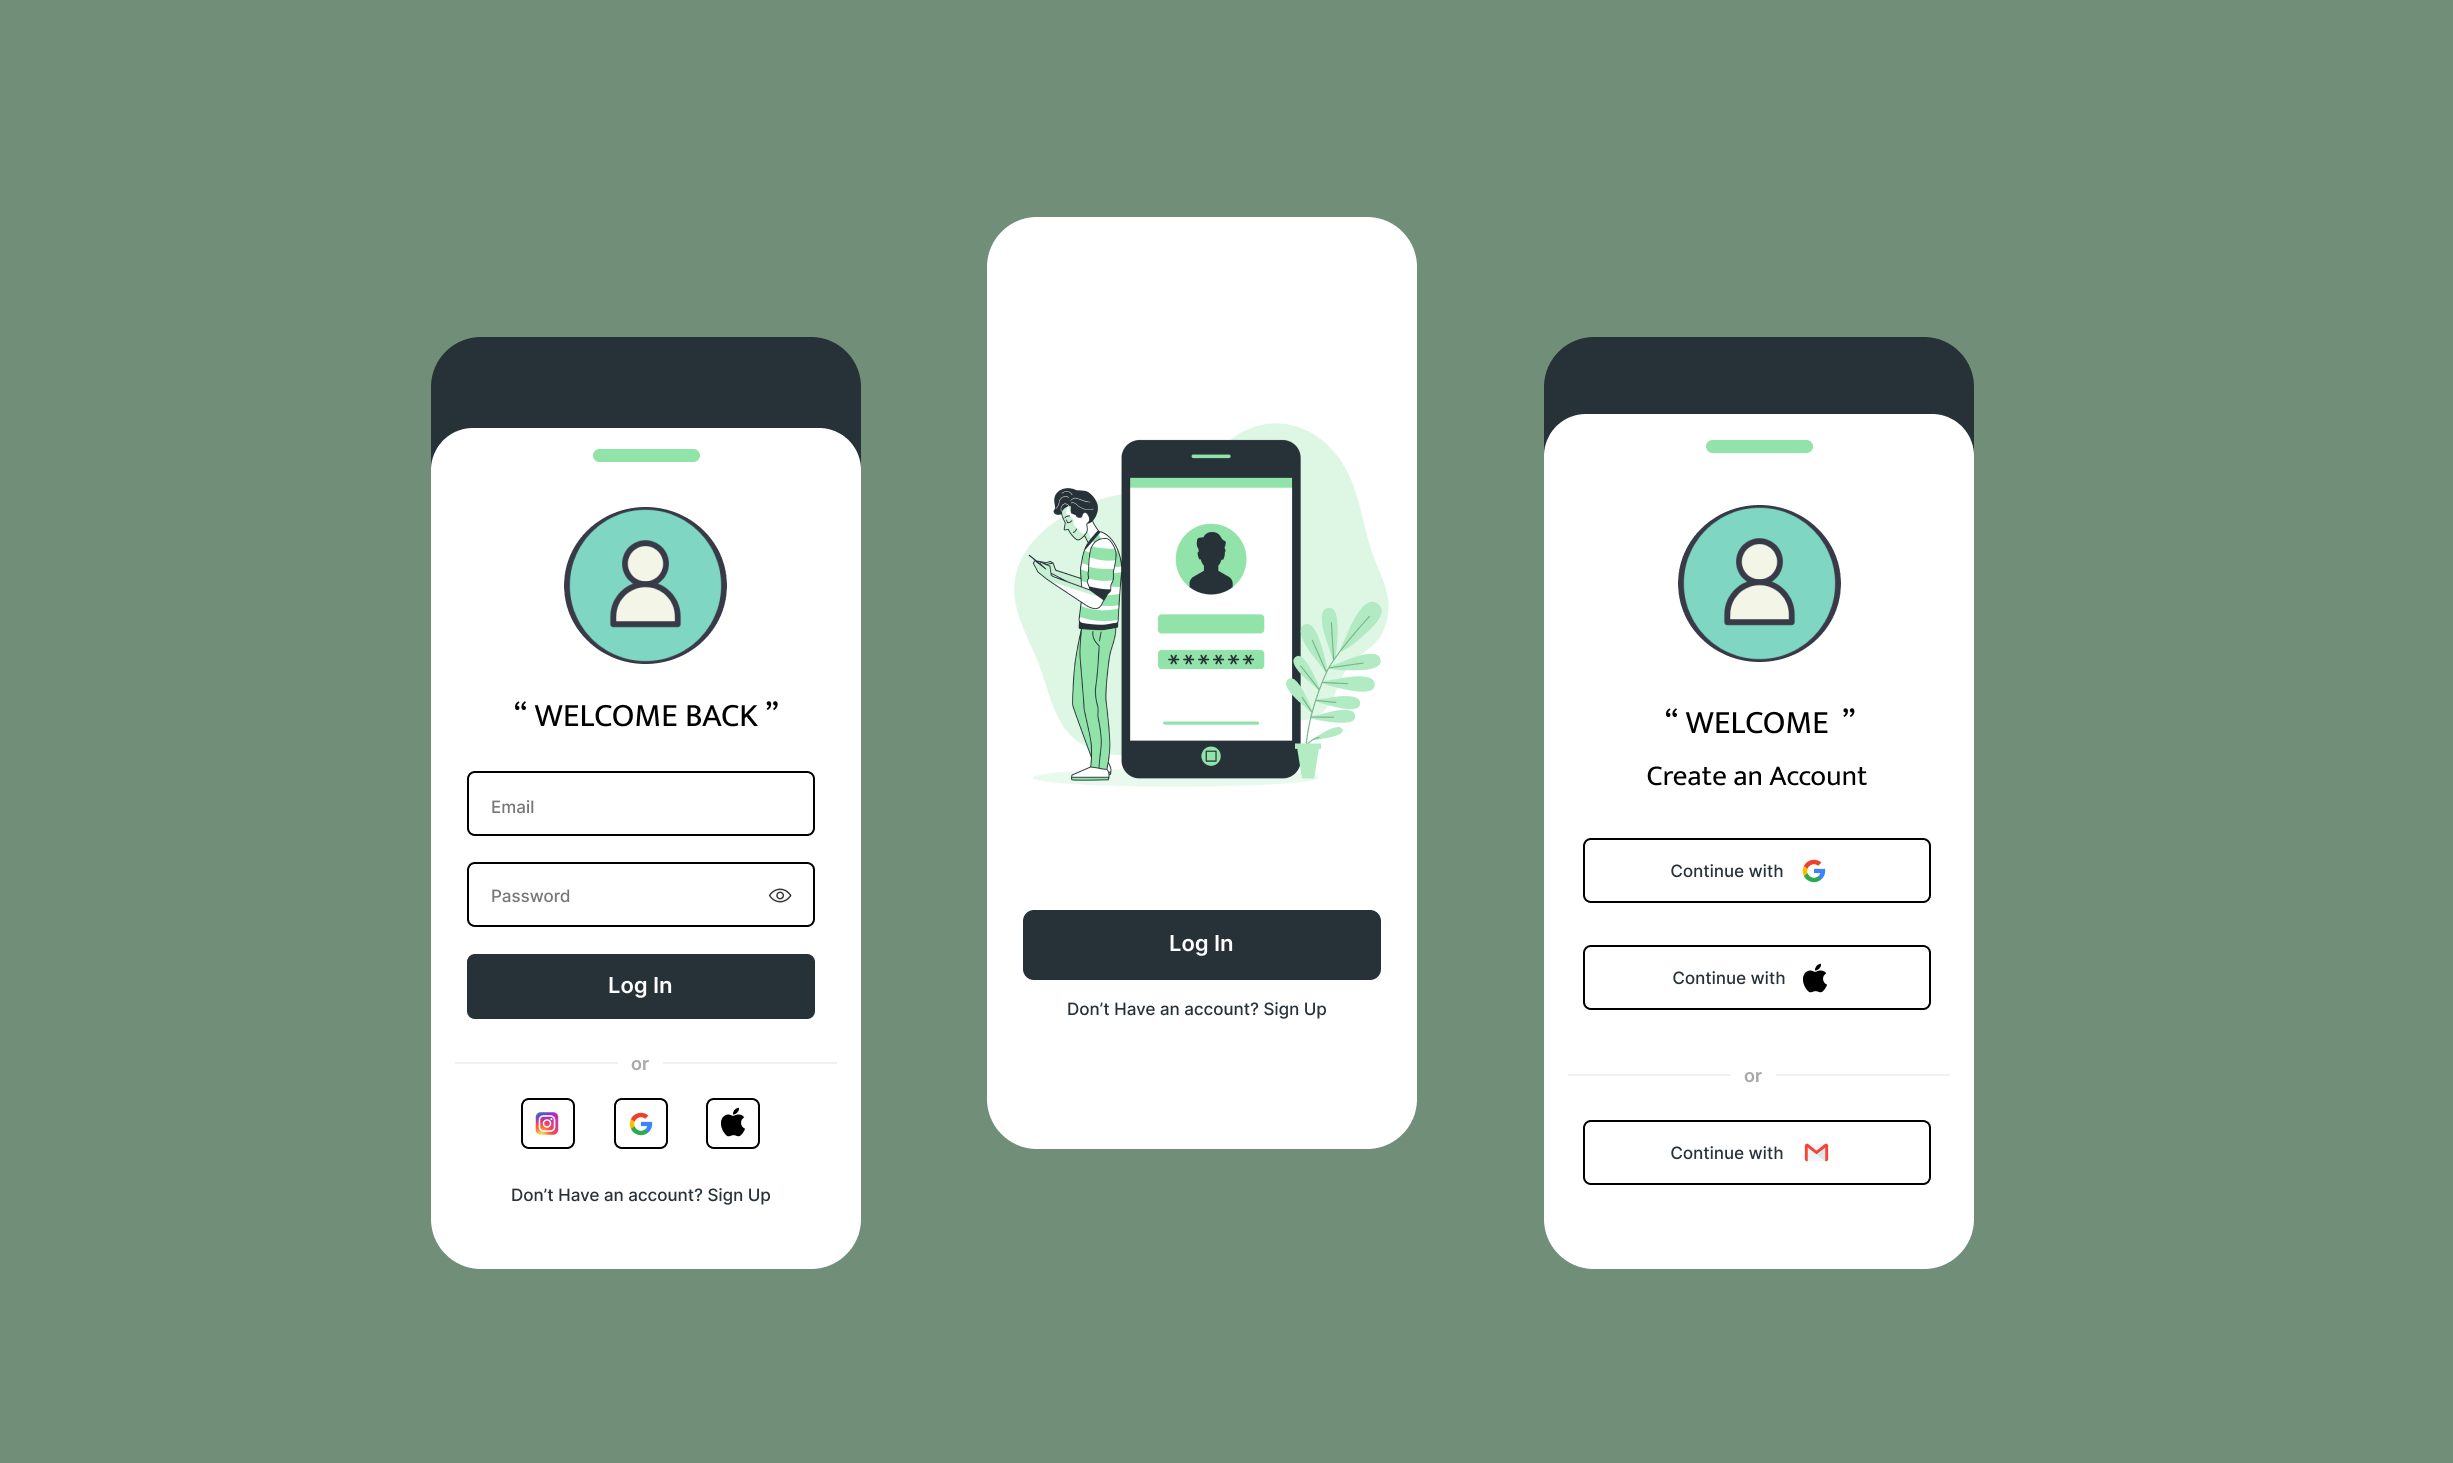 “ WELCOME BACK ”
Email
Password
Log In
or
Don’t Have an account? Sign Up
******
Log In
Don’t Have an account? Sign Up
“ WELCOME ”
Create an Account
Continue with
Continue with
or
Continue with